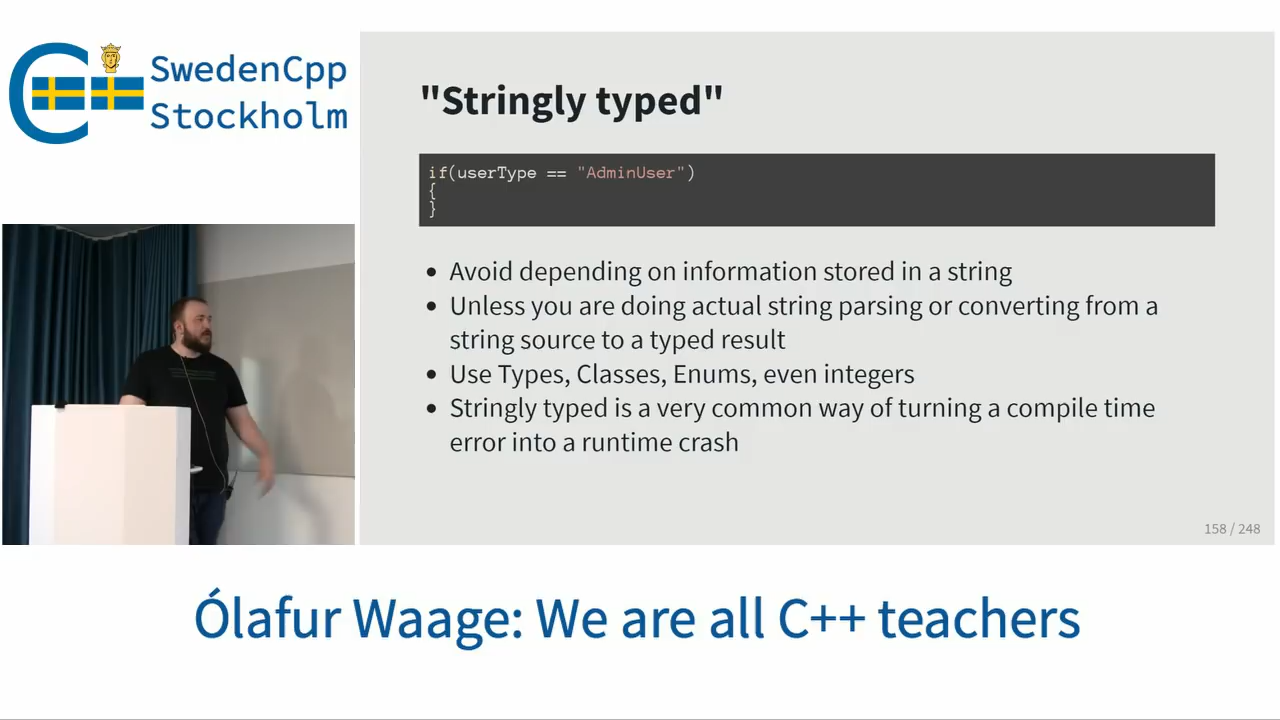 SwedenCpp
Stockholm
"Stringly typed"
if(userType == "AdminUser")
{
}
• Avoid depending on information stored in a string
• Unless you are doing actual string parsing or converting from a
string source to a typed result
• Use Types, Classes, Enums, even integers
• Stringly typed is a very common way of turning a compile time
error into a runtime crash
158 / 248
Ólafur Waage: We are all C++ teachers